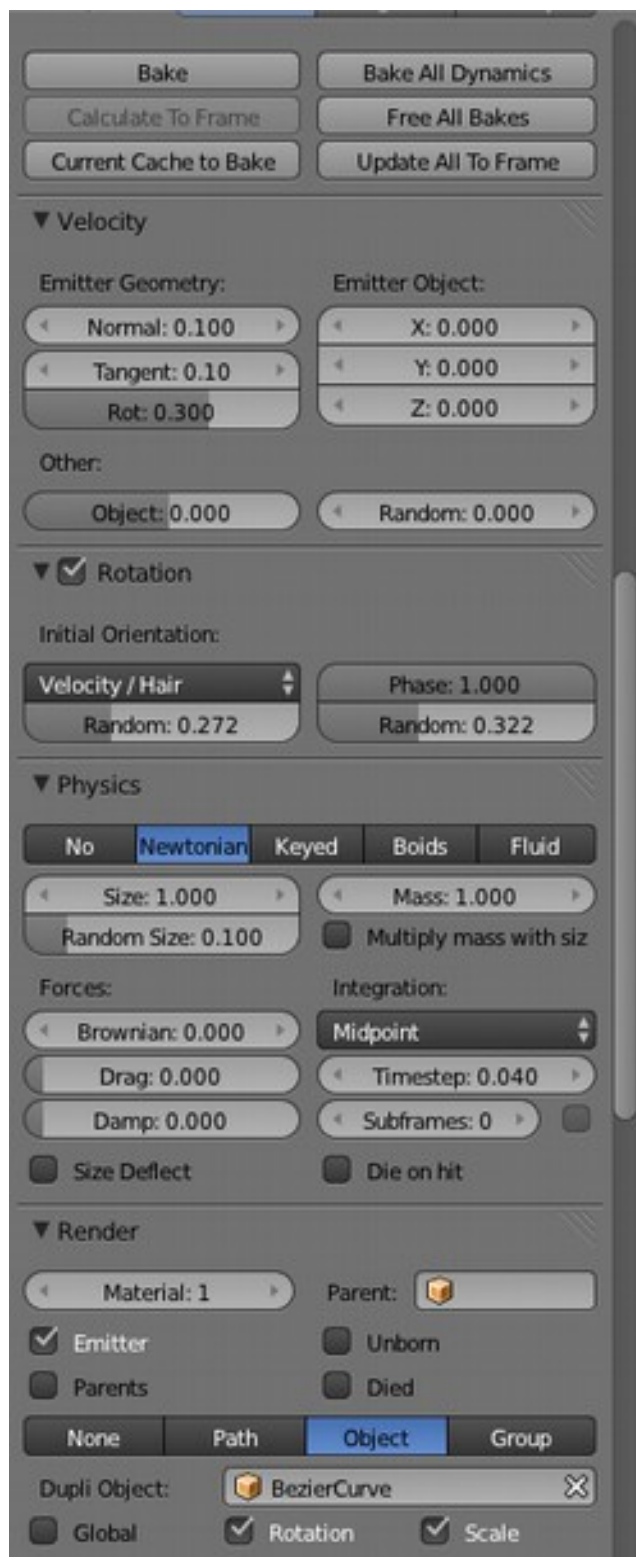 Bake Bake All Dynamics
Calculate To Frame Free All Bakes
Current Cache to Bake Update All To Frame
Velocity
Emitter Geometry: Emitter Object:
Normal: 0.100 X: 0.000
Tangent: 0.10 Y: 0.000
Rot: 0.300 Z: 0.000
Other:
Object: 0.000 Random: 0.000
Rotation
Initial Orientation:
Velocity / Hair Phase: 1.000
Random: 0.272 Random: 0.322
Physics
No Newtonian Keyed Boids Fluid
Size: 1.000 Mass: 1.000
Random Size: 0.100 Multiply mass with siz
Forces: Integration:
Brownian: 0.000 Midpoint
Drag: 0.000 Timestep: 0.040
Damp: 0.000 Subframes: 0
Size Deflect Die on hit
Render
Material: 1 Parent:
Emitter Unborn
Parents Died
None Path Object Group
Dupli Object: BezierCurve
Global Rotation Scale